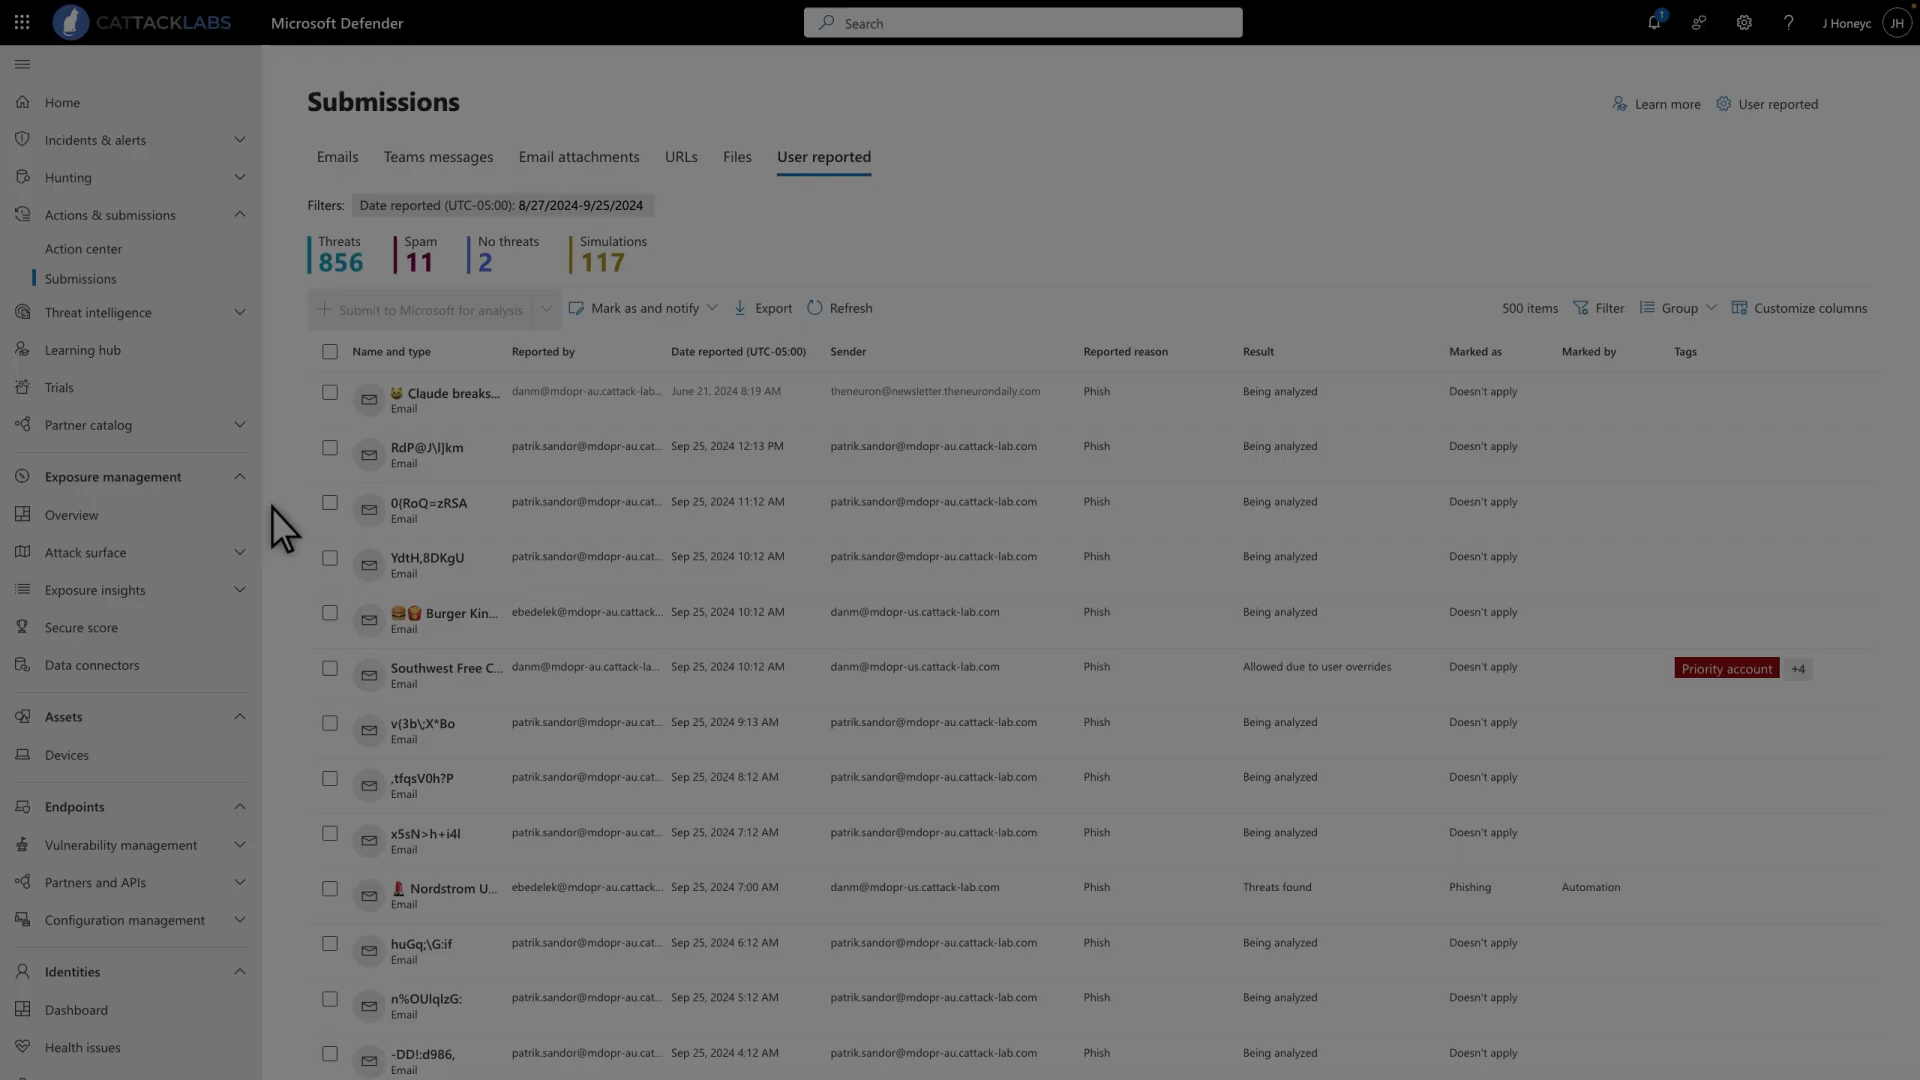 CATTACKLABS
Microsoft Defender
Search
1
J Honeyc
JH
Home
Incidents & alerts
Hunting
Actions & submissions
Action center
Submissions
Threat intelligence
Learning hub
Trials
Partner catalog
Exposure management
Overview
Attack surface
Exposure insights
Secure score
Data connectors
Assets
Devices
Endpoints
Vulnerability management
Partners and APIs
Configuration management
Identities
Dashboard
Health issues
Submissions
Learn more
User reported
Emails Teams messages Email attachments URLs Files User reported
Filters: Date reported (UTC-05:00): 8/27/2024-9/25/2024
Threats Spam No threats Simulations
856 11 2 117
Submit to Microsoft for analysis Mark as and notify Export Refresh 500 items Filter Group Customize columns
Name and type Reported by Date reported (UTC-05:00) Sender Reported reason Result Marked as Marked by Tags
😺 Claude breaks... danm@mdopr-au.cattack-lab... June 21, 2024 8:19 AM theneuron@newsletter.theneurondaily.com Phish Being analyzed Doesn't apply
Email
RdP@J\l]km patrik.sandor@mdopr-au.cat... Sep 25, 2024 12:13 PM patrik.sandor@mdopr-au.cattack-lab.com Phish Being analyzed Doesn't apply
Email
0{RoQ=zRSA patrik.sandor@mdopr-au.cat... Sep 25, 2024 11:12 AM patrik.sandor@mdopr-au.cattack-lab.com Phish Being analyzed Doesn't apply
Email
YdtH,8DKgU patrik.sandor@mdopr-au.cat... Sep 25, 2024 10:12 AM patrik.sandor@mdopr-au.cattack-lab.com Phish Being analyzed Doesn't apply
Email
🍔🍟 Burger Kin... ebedelek@mdopr-au.cattack... Sep 25, 2024 10:12 AM danm@mdopr-us.cattack-lab.com Phish Being analyzed Doesn't apply
Email
Southwest Free C... danm@mdopr-au.cattack-la... Sep 25, 2024 10:12 AM danm@mdopr-us.cattack-lab.com Phish Allowed due to user overrides Doesn't apply Priority account +4
Email
v(3b\;X*Bo patrik.sandor@mdopr-au.cat... Sep 25, 2024 9:13 AM patrik.sandor@mdopr-au.cattack-lab.com Phish Being analyzed Doesn't apply
Email
,tfqsV0h?P patrik.sandor@mdopr-au.cat... Sep 25, 2024 8:12 AM patrik.sandor@mdopr-au.cattack-lab.com Phish Being analyzed Doesn't apply
Email
x5sN>h+i4l patrik.sandor@mdopr-au.cat... Sep 25, 2024 7:12 AM patrik.sandor@mdopr-au.cattack-lab.com Phish Being analyzed Doesn't apply
Email
💄 Nordstrom U... ebedelek@mdopr-au.cattack... Sep 25, 2024 7:00 AM danm@mdopr-us.cattack-lab.com Phish Threats found Phishing Automation
Email
huGq;\G:if patrik.sandor@mdopr-au.cat... Sep 25, 2024 6:12 AM patrik.sandor@mdopr-au.cattack-lab.com Phish Being analyzed Doesn't apply
Email
n%OUlqlzG: patrik.sandor@mdopr-au.cat... Sep 25, 2024 5:12 AM patrik.sandor@mdopr-au.cattack-lab.com Phish Being analyzed Doesn't apply
Email
-DD!:d986, patrik.sandor@mdopr-au.cat... Sep 25, 2024 4:12 AM patrik.sandor@mdopr-au.cattack-lab.com Phish Being analyzed Doesn't apply
Email